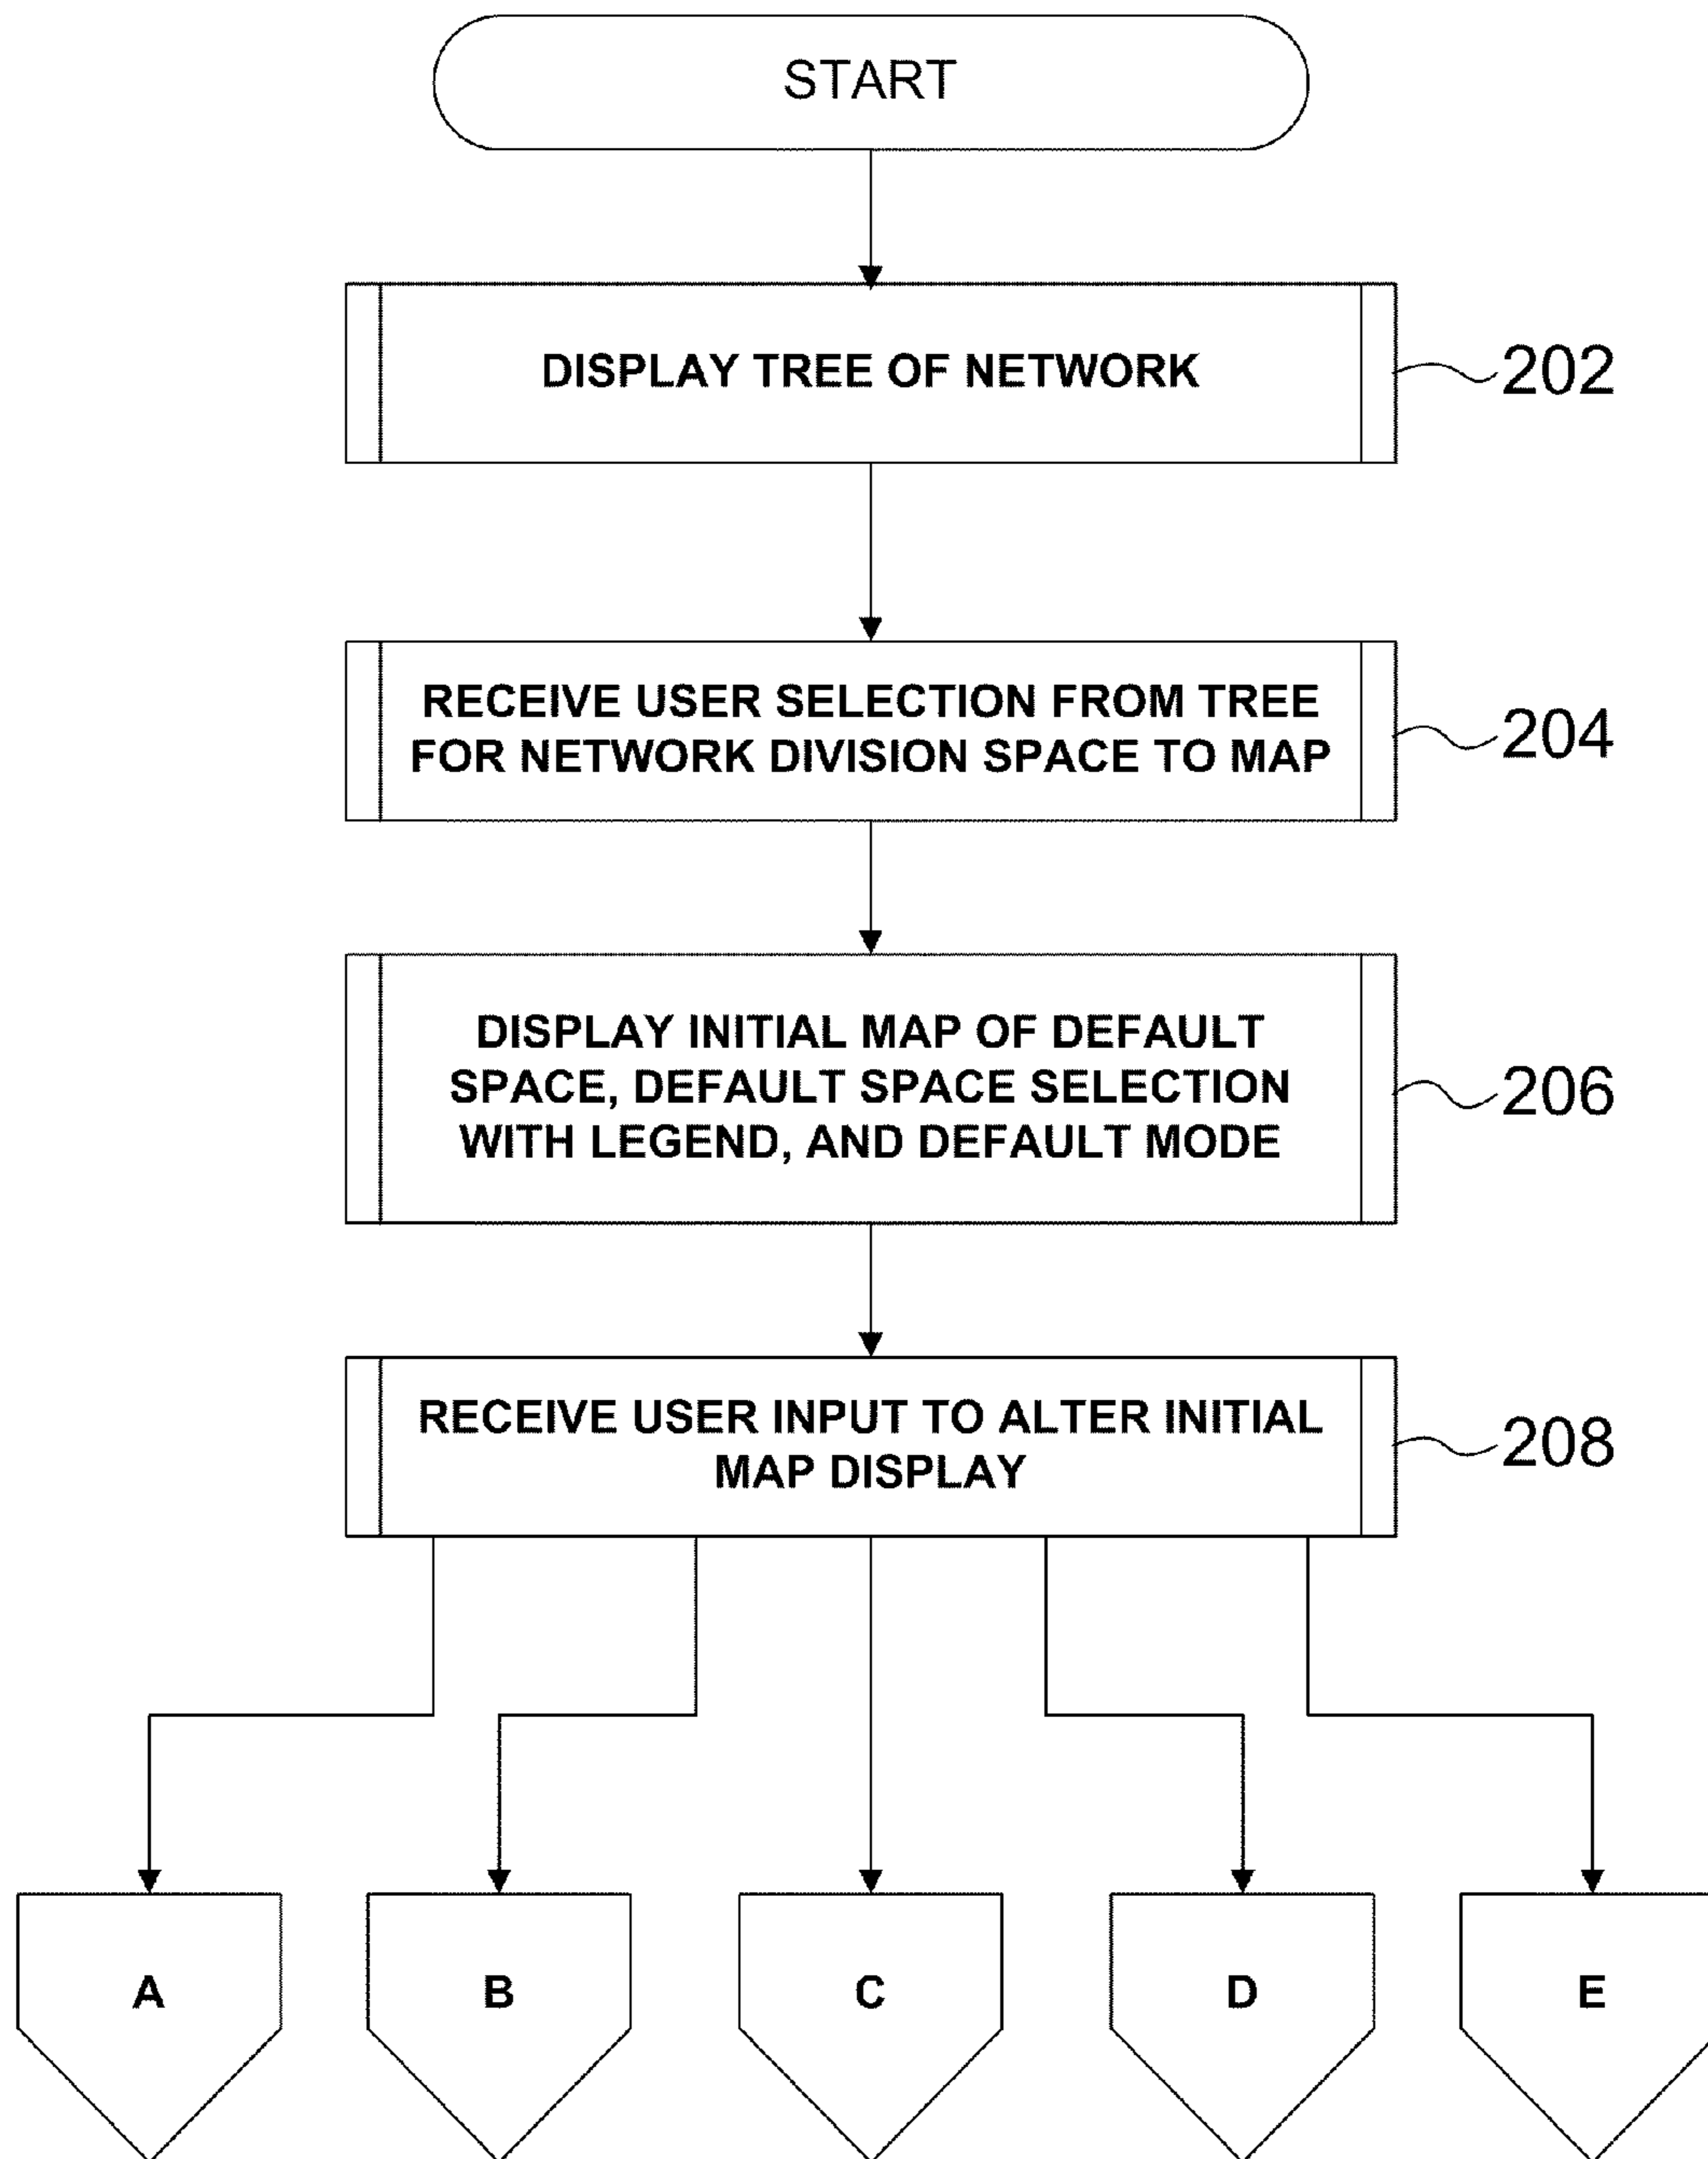 START
DISPLAY TREE OF NETWORK
202
RECEIVE USER SELECTION FROM TREE
FOR NETWORK DIVISION SPACE TO MAP
204
DISPLAY INITIAL MAP OF DEFAULT
SPACE, DEFAULT SPACE SELECTION
WITH LEGEND, AND DEFAULT MODE
206
RECEIVE USER INPUT TO ALTER INITIAL
MAP DISPLAY
208
A
B
C
D
E